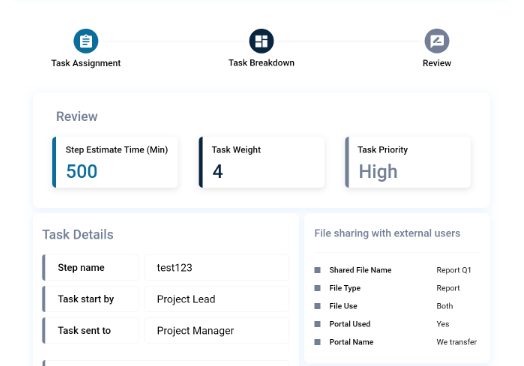 Task Assignment
Task Breakdown
Review
Review
Step Estimate Time (Min)
500
Task Weight
4
Task Priority
High
Task Details
Step name
test123
Task start by
Project Lead
Task sent to
Project Manager
File sharing with external users
Shared File Name
Report Q1
File Type
Report
File Use
Both
Portal Used
Yes
Portal Name
We transfer